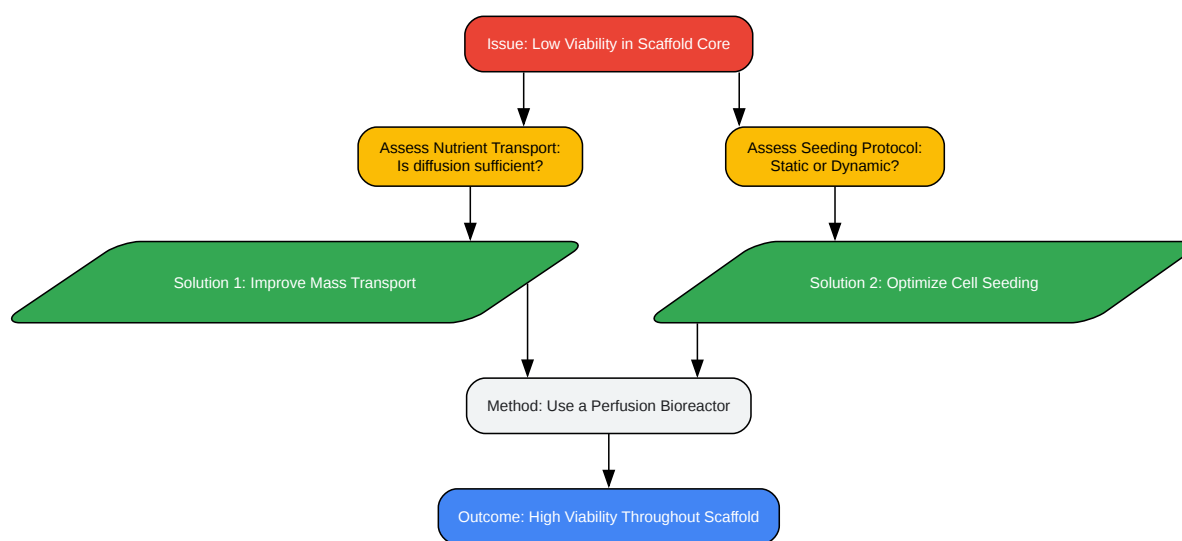 Issue: Low Viability in Scaffold Core
Assess Nutrient Transport:
Is diffusion sufficient?
Assess Seeding Protocol:
Static or Dynamic?
Solution 1: Improve Mass Transport
Solution 2: Optimize Cell Seeding
Method: Use a Perfusion Bioreactor
Outcome: High Viability Throughout Scaffold